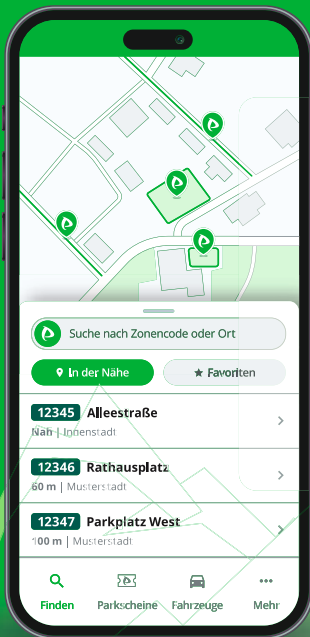 Suche nach Zonencode oder Ort
In der Nähe
★ Favoriten
12345 Alleestraße
Nah | Innenstadt
12346 Rathausplatz
60 m | Musterstadt
12347 Parkplatz West
100 m | Musterstadt
Finden Parkscheine Fahrzeuge Mehr